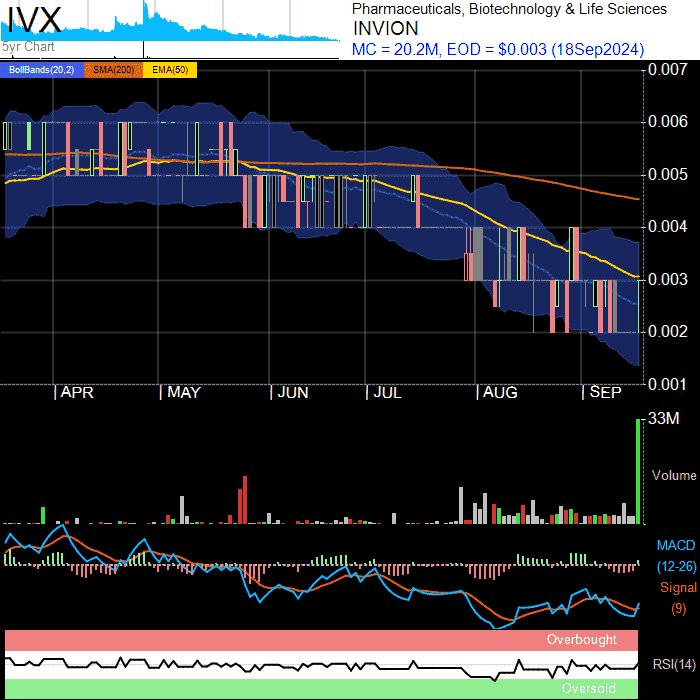 IVX
5yr Chart
Pharmaceuticals, Biotechnology & Life Sciences
INVION
MC = 20.2M, EOD = $0.003 (18Sep2024)
BollBands(20,2) SMA(200) EMA(50)
0.007
0.006
0.005
0.004
0.003
0.002
0.001
APR MAY JUN JUL AUG SEP
33M
Volume
MACD
(12-26)
Signal
(9)
Overbought
RSI(14)
Oversold